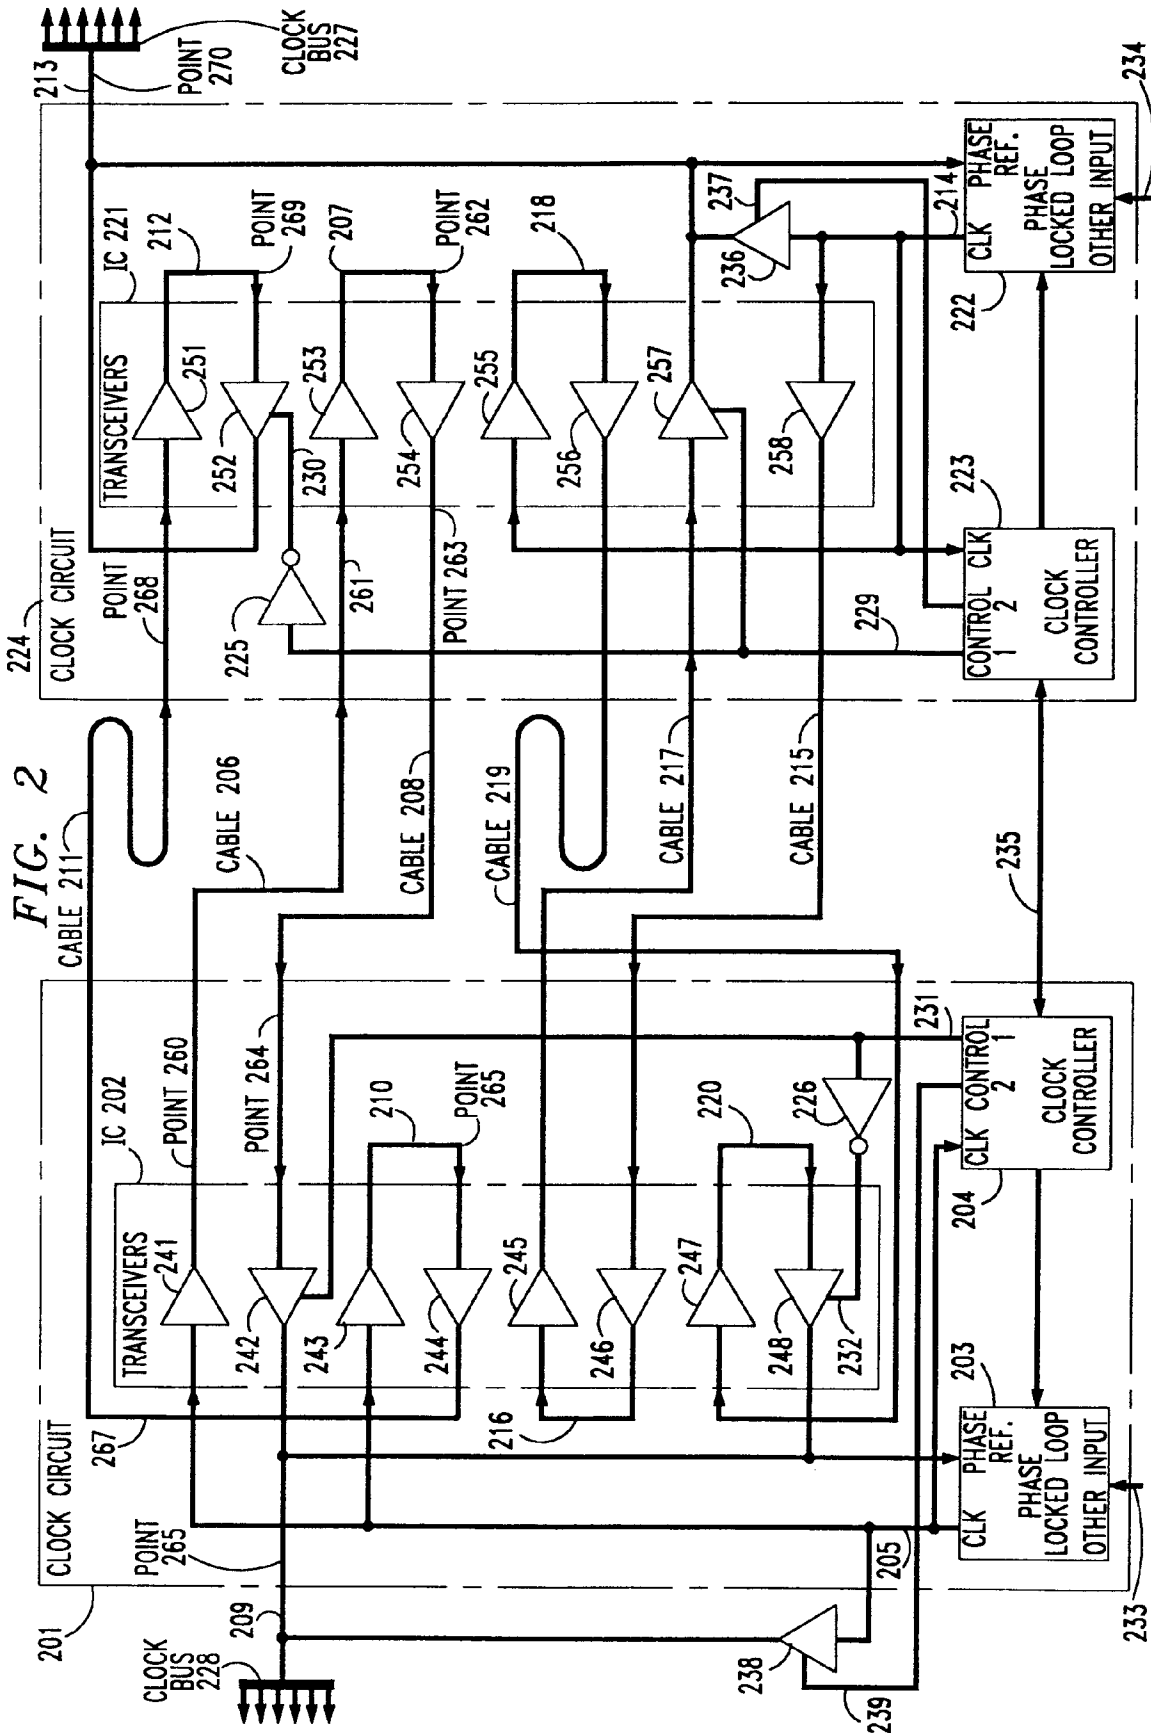 FIG. 2
CABLE 211
224
CLOCK CIRCUIT
213
POINT
270
CLOCK
BUS
227
POINT
268
TRANSCEIVERS
IC 221
212
251
POINT
269
252
230
225
253
207
POINT
262
261
254
POINT 263
CABLE 206
CABLE 208
255
218
256
CABLE 219
257
237
236
CABLE 217
258
CABLE 215
229
223
CONTROL
1
2
CLK
CLOCK
CONTROLLER
222
214
CLK
PHASE
REF.
PHASE
LOCKED LOOP
OTHER INPUT
234
235
201
CLOCK CIRCUIT
267
POINT 260
IC 202
TRANSCEIVERS
241
POINT 264
242
210
POINT
265
243
244
245
216
246
247
220
226
248
232
231
POINT
265
209
CLOCK
BUS
228
238
239
205
203
CLK
PHASE
REF.
PHASE
LOCKED LOOP
OTHER INPUT
233
204
CLK
CONTROL
2
1
CLOCK
CONTROLLER